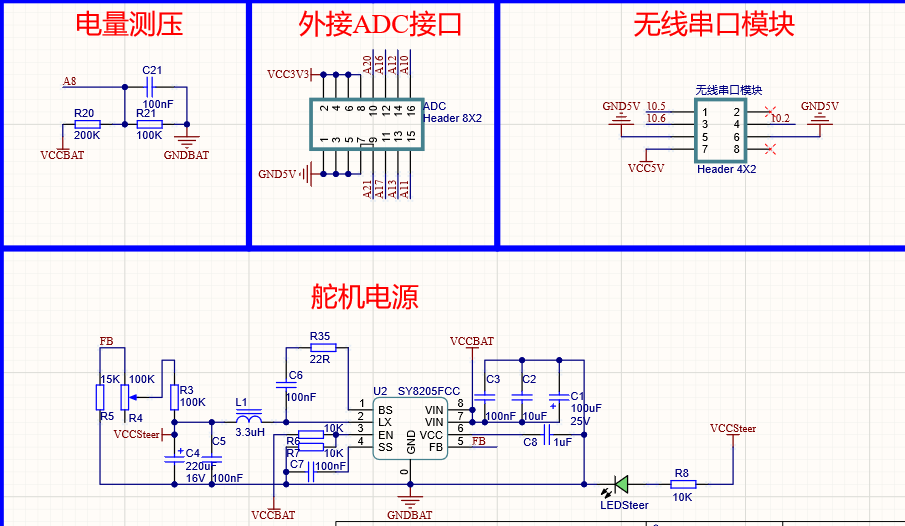 电量测压
外接ADC接口
无线串口模块
A8
C21
100nF
R20
R21
200K
100K
VCCBAT
GNDBAT
A20
A16
A12
A10
VCC3V3
2
4
6
8
10
12
14
16
ADC
Header 8X2
1
3
5
7
9
11
13
15
GND5V
A21
A17
A13
A11
无线串口模块
GND5V
10.5
1
2
GND5V
10.6
3
4
10.2
5
6
7
8
VCC5V
Header 4X2
舵机电源
FB
R35
22R
VCCBAT
15K
100K
R3
100K
C6
100nF
U2
SY8205FCC
C3
C2
C1
R5
R4
L1
3.3uH
1
BS
VIN
8
100nF
10uF
100uF
25V
2
LX
VIN
7
VCCSteer
10K
3
EN
VCC
6
C8
1uF
VCCSteer
R6
R7
10K
4
SS
GND
FB
5
FB
C4
C5
220uF
16V
100nF
C7
100nF
0
R8
10K
LEDSteer
VCCBAT
GNDBAT